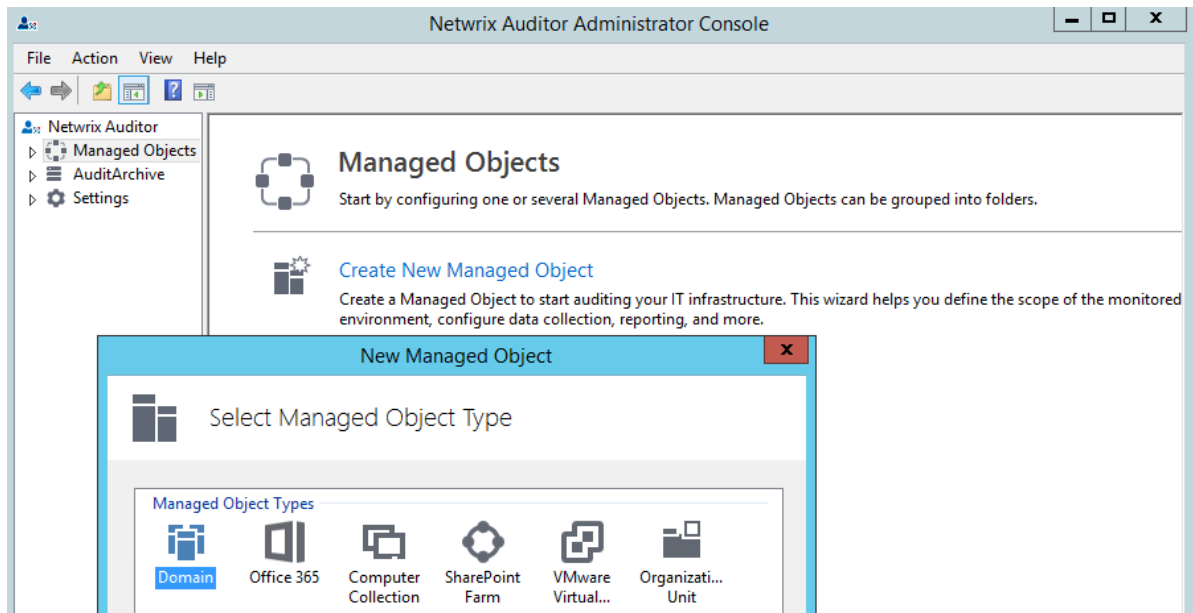 Netwrix Auditor Administrator Console
File Action View Help
Netwrix Auditor
Managed Objects
AuditArchive
Settings
Managed Objects
Start by configuring one or several Managed Objects. Managed Objects can be grouped into folders.
Create New Managed Object
Create a Managed Object to start auditing your IT infrastructure. This wizard helps you define the scope of the monitored
environment, configure data collection, reporting, and more.
New Managed Object
Select Managed Object Type
Managed Object Types
Domain
Office 365
Computer
Collection
SharePoint
Farm
VMware
Virtual...
Organizati...
Unit